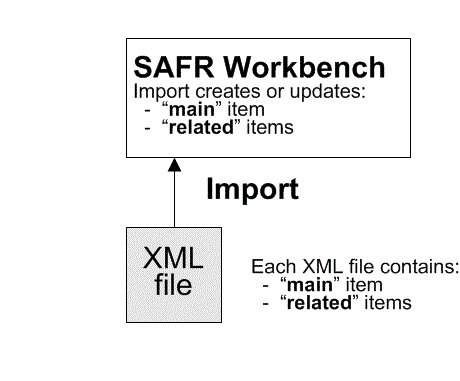 SAFR Workbench
Import creates or updates:
- “main” item
- “related” items
Import
XML
file
Each XML file contains:
- “main” item
- “related” items